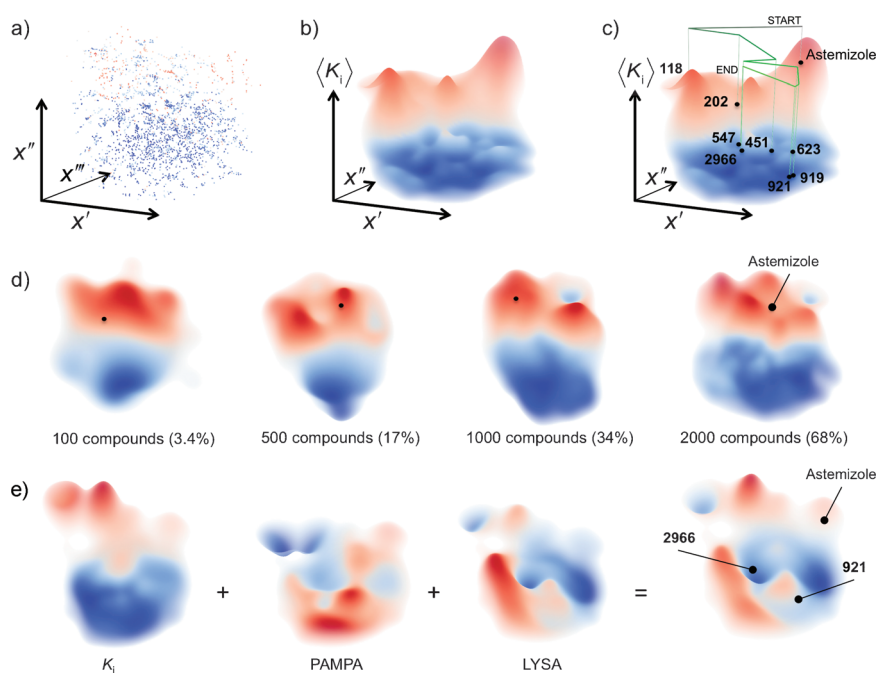 a)
x″
x‴
x′
b)
⟨Ki⟩
x″
x′
c)
START
⟨Ki⟩
118
END
Astemizole
202
547
451
623
2966
921
919
x″
x′
d)
Astemizole
100 compounds (3.4%)
500 compounds (17%)
1000 compounds (34%)
2000 compounds (68%)
e)
Astemizole
2966
921
+
+
=
Ki
PAMPA
LYSA